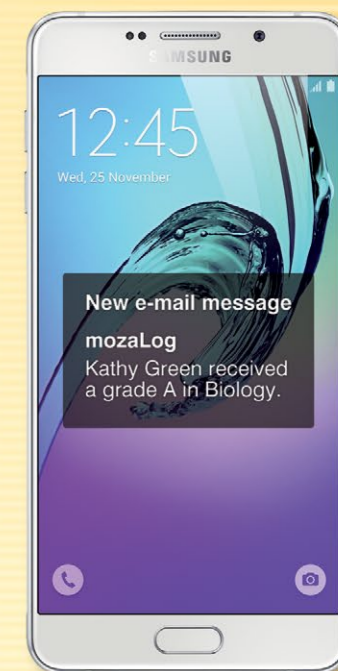 SAMSUNG
12:45
Wed, 25 November
New e-mail message
mozaLog
Kathy Green received
a grade A in Biology.